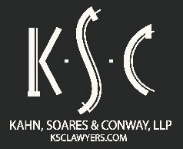 K·S·C
KAHN, SOARES & CONWAY, LLP
KSCLAWYERS.COM